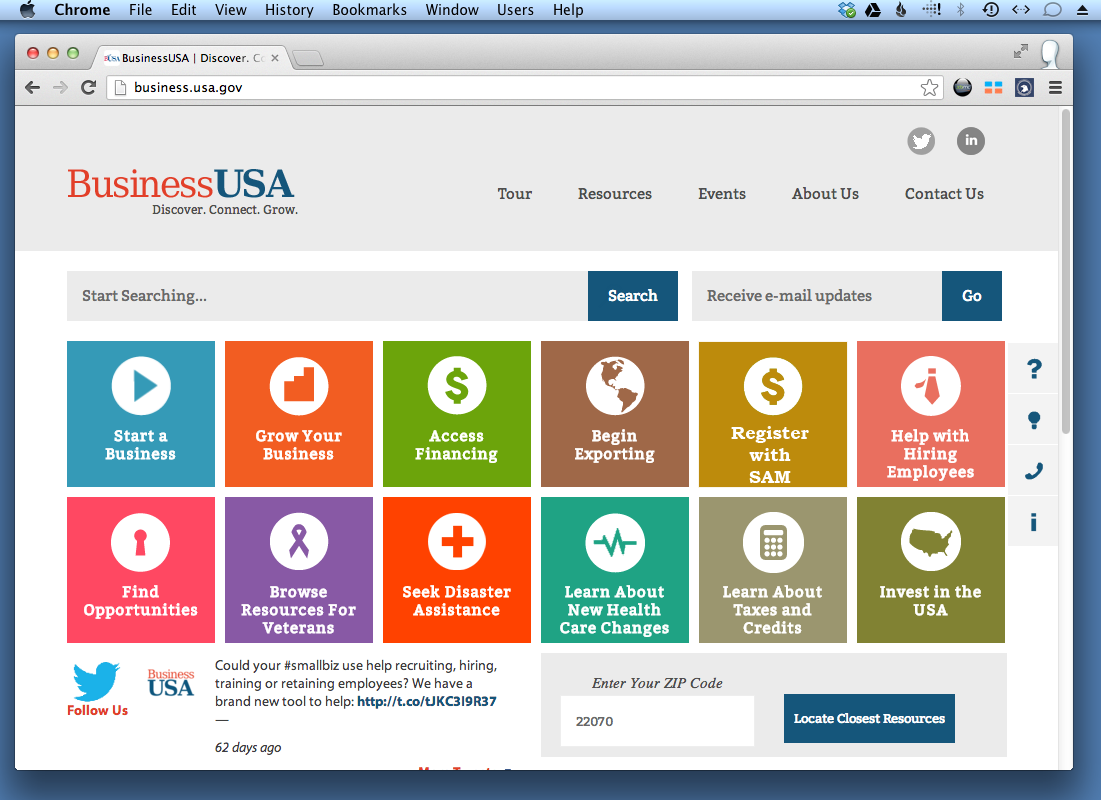 Chrome File Edit View History Bookmarks Window Users Help
BusinessUSA | Discover. Co
business.usa.gov
in
BusinessUSA
Discover. Connect. Grow.
Tour Resources Events About Us Contact Us
Start Searching... Search Receive e-mail updates Go
Start a
Business
Grow Your
Business
Access
Financing
Begin
Exporting
Register
with
SAM
Help with
Hiring
Employees
Find
Opportunities
Browse
Resources For
Veterans
Seek Disaster
Assistance
Learn About
New Health
Care Changes
Learn About
Taxes and
Credits
Invest in the
USA
Follow Us
Business
USA
Could your #smallbiz use help recruiting, hiring,
training or retaining employees? We have a
brand new tool to help: http://t.co/tJKC3l9R37
—
62 days ago
Enter Your ZIP Code
22070
Locate Closest Resources